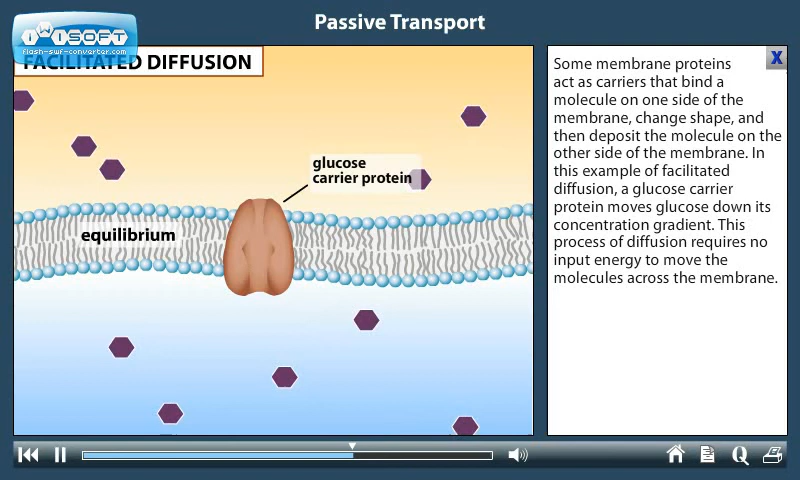 Passive Transport
iWiSOFT
flash-swf-converter.com
FACILITATED DIFFUSION
glucose
carrier protein
equilibrium
X
Some membrane proteins
act as carriers that bind a
molecule on one side of the
membrane, change shape, and
then deposit the molecule on the
other side of the membrane. In
this example of facilitated
diffusion, a glucose carrier
protein moves glucose down its
concentration gradient. This
process of diffusion requires no
input energy to move the
molecules across the membrane.
Q